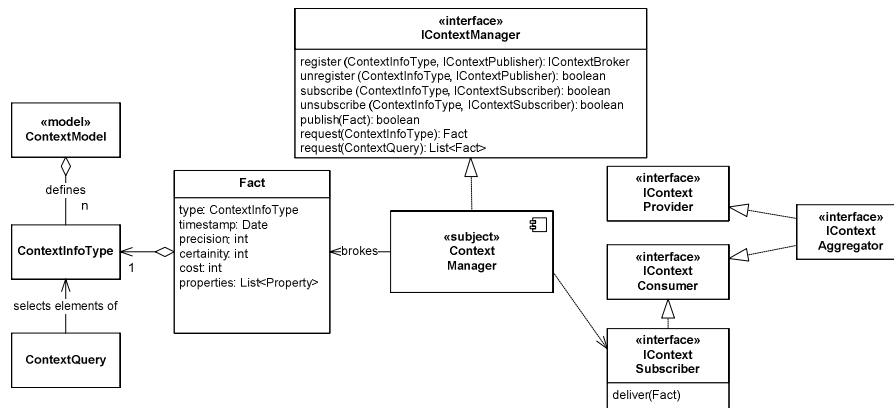 «interface»
IContextManager
register (ContextInfoType, IContextPublisher): IContextBroker
unregister (ContextInfoType, IContextPublisher): boolean
subscribe (ContextInfoType, IContextSubscriber): boolean
unsubscribe (ContextInfoType, IContextSubscriber): boolean
publish(Fact): boolean
request(ContextInfoType): Fact
request(ContextQuery): List<Fact>
«model»
ContextModel
defines
n
ContextInfoType
1
selects elements of
ContextQuery
Fact
type: ContextInfoType
timestamp: Date
precision: int
certainity: int
cost: int
properties: List<Property>
brokes
«subject»
Context
Manager
«interface»
IContext
Provider
«interface»
IContext
Consumer
«interface»
IContext
Aggregator
«interface»
IContext
Subscriber
deliver(Fact)